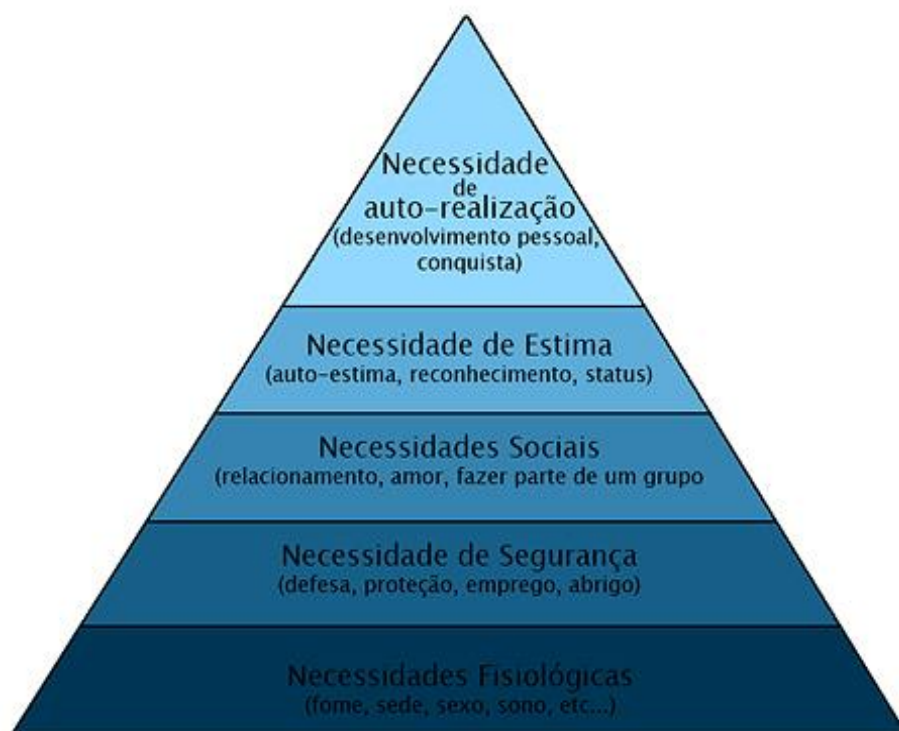 Necessidade
de
auto-realização
(desenvolvimento pessoal,
conquista)
Necessidade de Estima
(auto-estima, reconhecimento, status)
Necessidades Sociais
(relacionamento, amor, fazer parte de um grupo
Necessidade de Segurança
(defesa, proteção, emprego, abrigo)
Necessidades Fisiológicas
(fome, sede, sexo, sono, etc...)